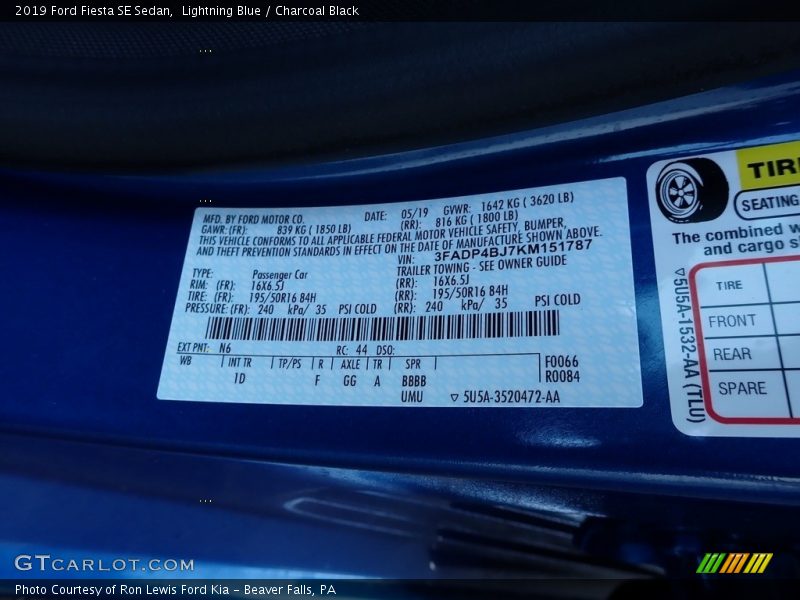 2019 Ford Fiesta SE Sedan,  Lightning Blue / Charcoal Black
MFD. BY FORD MOTOR CO. DATE: 05/19 GVWR: 1642 KG ( 3620 LB)
GAWR: (FR): 839 KG ( 1850 LB) (RR): 816 KG ( 1800 LB)
THIS VEHICLE CONFORMS TO ALL APPLICABLE FEDERAL MOTOR VEHICLE SAFETY, BUMPER,
AND THEFT PREVENTION STANDARDS IN EFFECT ON THE DATE OF MANUFACTURE SHOWN ABOVE.
VIN: 3FADP4BJ7KM151787
TYPE: Passenger Car TRAILER TOWING - SEE OWNER GUIDE
RIM: (FR): 16X6.5J (RR): 16X6.5J
TIRE: (FR): 195/50R16 84H (RR): 195/50R16 84H
PRESSURE: (FR): 240 kPa/ 35 PSI COLD (RR): 240 kPa/ 35 PSI COLD
EXT PNT: N6 RC: 44 DSO:
WB INT TR TP/PS R AXLE TR SPR F0066
1D F GG A BBBB R0084
UMU ▽ 5U5A-3520472-AA
TIRE
SEATING
The combined
and cargo
TIRE
FRONT
REAR
SPARE
▽5U5A-1532-AA (TLU)
GTCARLOT.COM
Photo Courtesy of Ron Lewis Ford Kia - Beaver Falls, PA